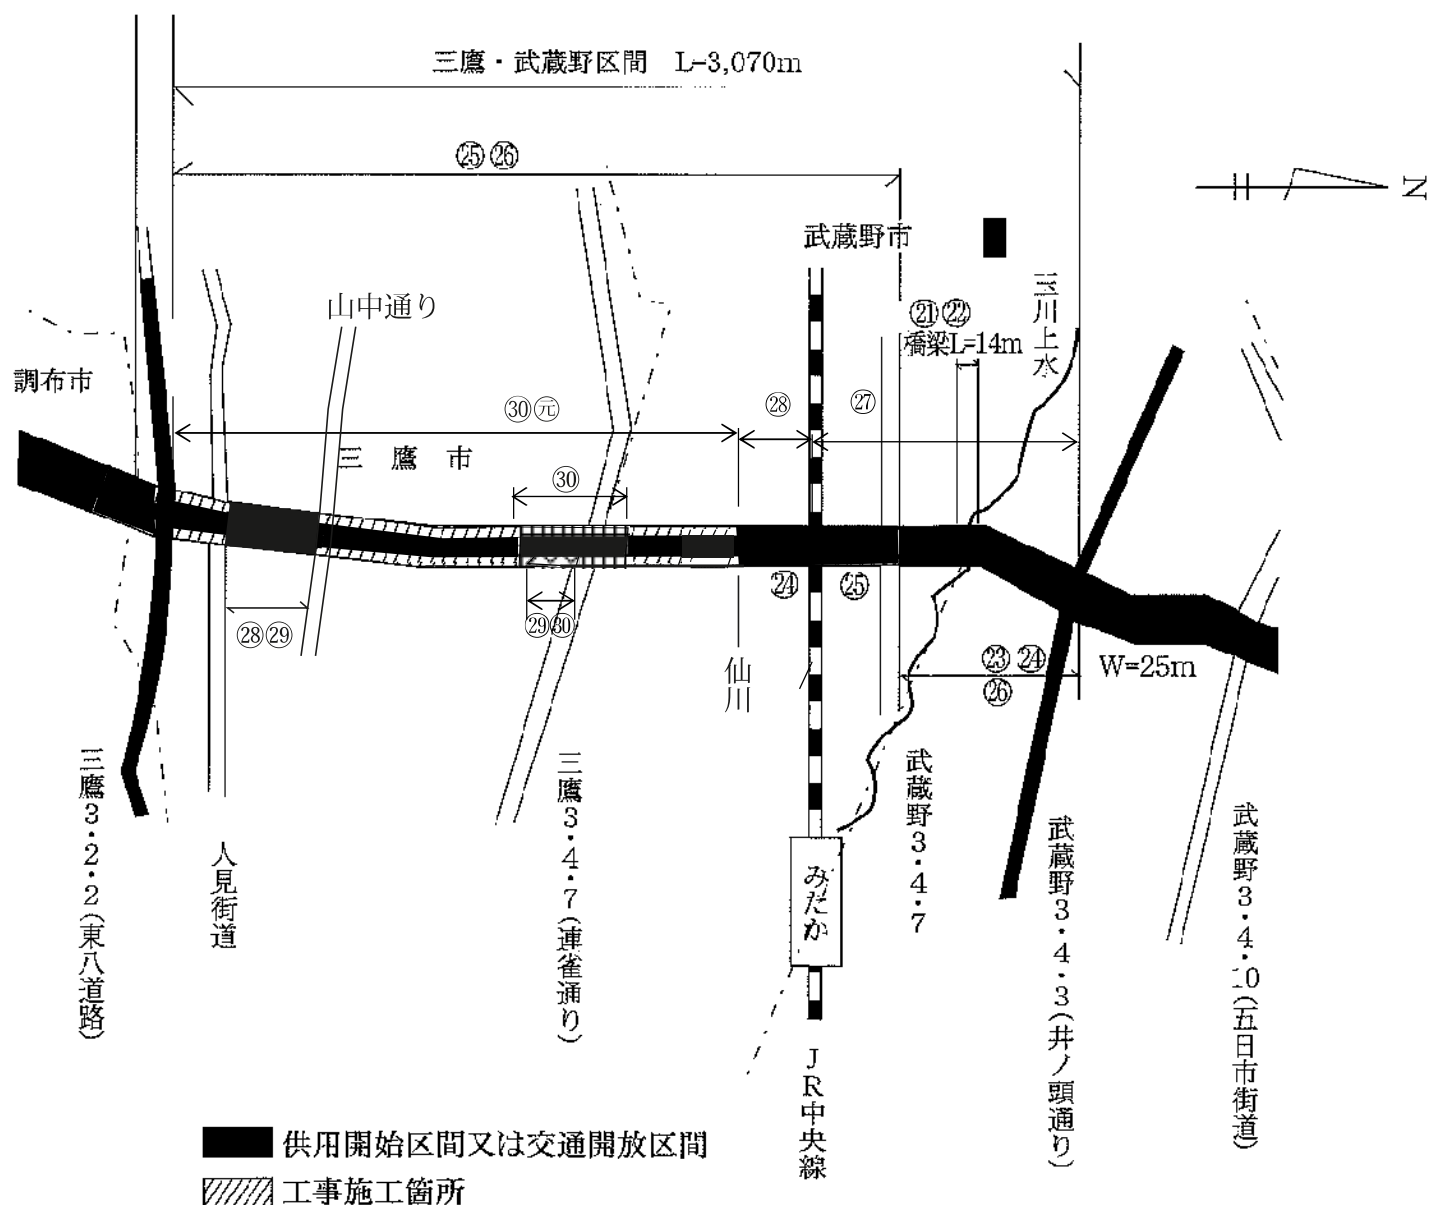 三鷹・武蔵野区間 L-3,070m
㉕㉖
N
武蔵野市
玉川上水
㉑㉒
橋梁L=14m
山中通り
調布市
㉚㋾
㉘
㉗
三鷹市
㉚
㉔
㉕
㉘㉙
㉙㉚
仙川
㉓㉔
㉖
W=25m
三鷹3・2・2(東八道路)
人見街道
三鷹3・4・7(連雀通り)
みたか
JR中央線
武蔵野3・4・7
武蔵野3・4・3(井ノ頭通り)
武蔵野3・4・10(五日市街道)
供用開始区間又は交通開放区間
工事施工箇所